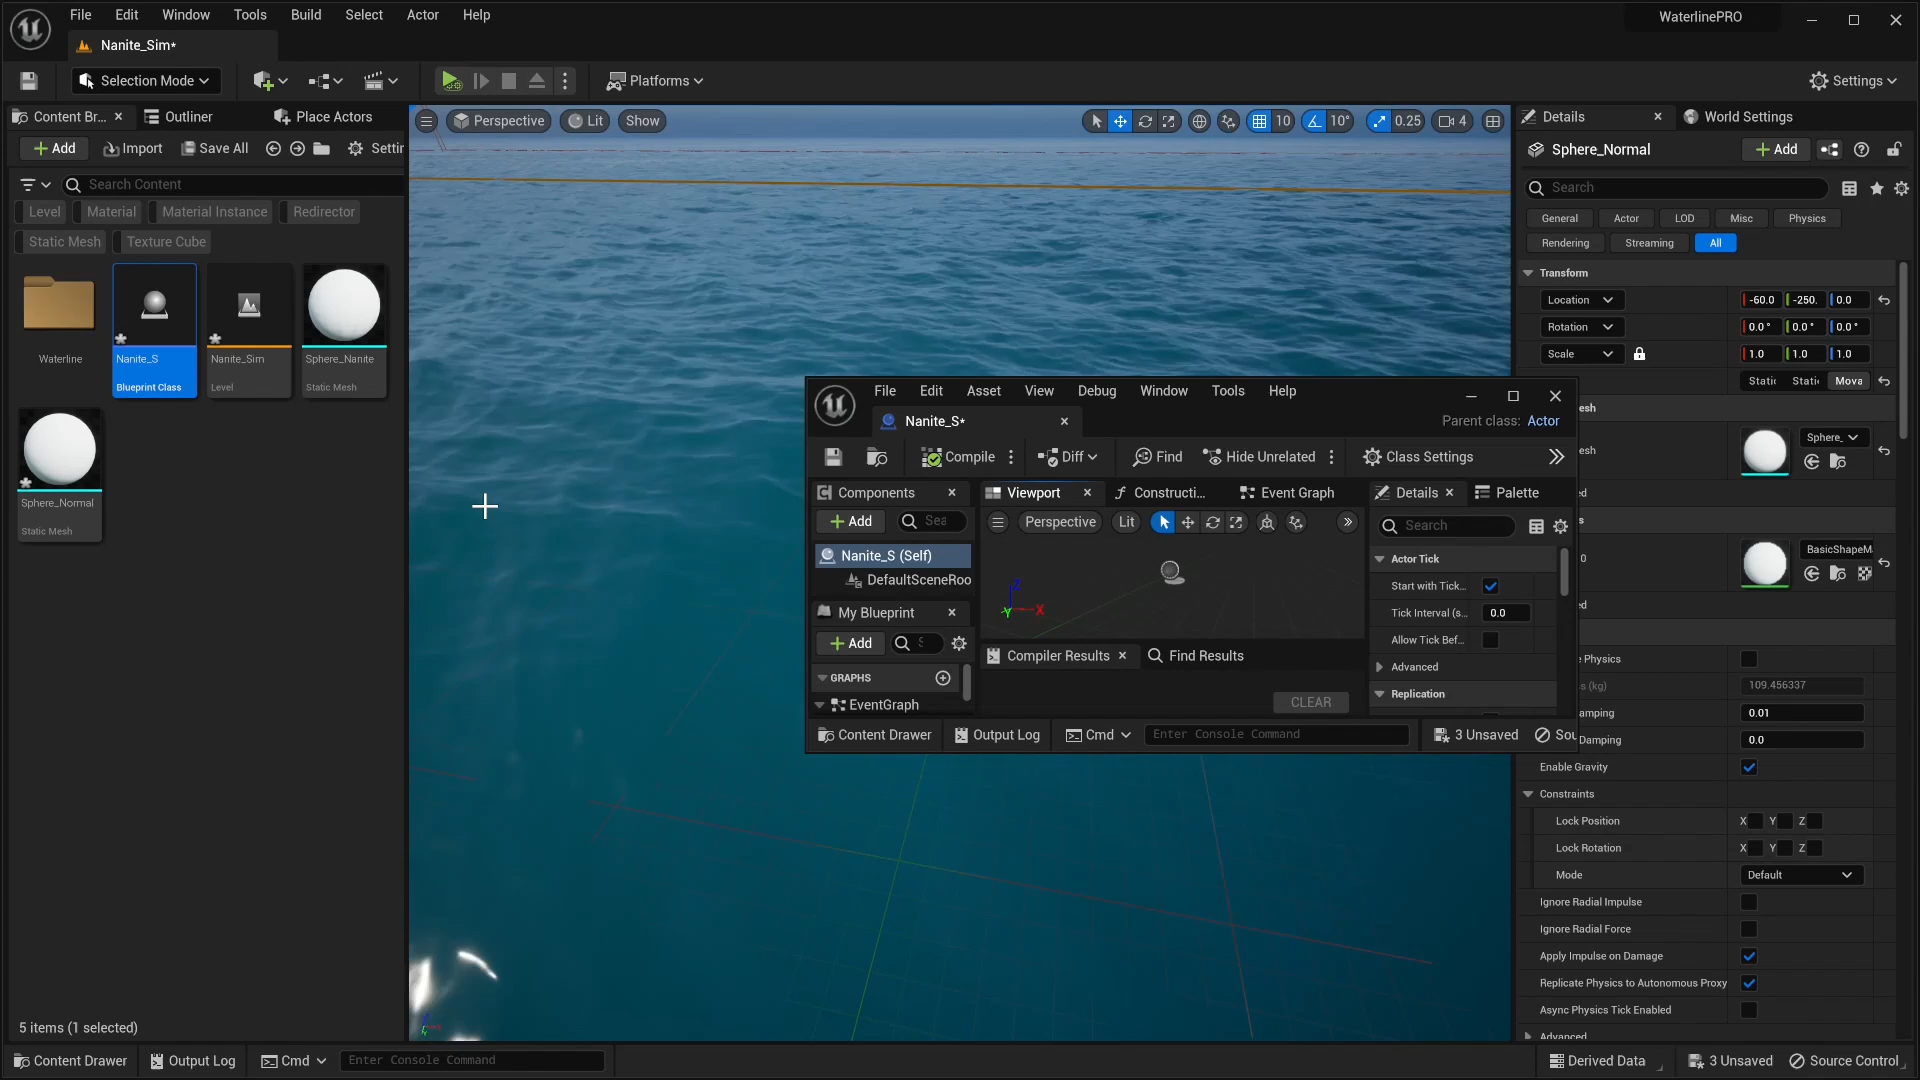 File Edit Window Tools Build Select Actor Help
WaterlinePRO
Nanite_Sim*
Selection Mode
Platforms
Settings
Content Br...
Outliner
Place Actors
Perspective
Lit
Show
10
10°
0.25
4
Details
World Settings
Add
Import
Save All
Settin
Sphere_Normal
Add
Search Content
Search
Level
Material
Material Instance
Redirector
General
Actor
LOD
Misc
Physics
Static Mesh
Texture Cube
Rendering
Streaming
All
Waterline
Nanite_S
Blueprint Class
Nanite_Sim
Level
Sphere_Nanite
Static Mesh
Sphere_Normal
Static Mesh
5 items (1 selected)
Transform
Location
-60.0
-250.
0.0
Rotation
0.0°
0.0°
0.0°
Scale
1.0
1.0
1.0
Static
Mova
esh
esh
Sphere_
BasicShapeM
Physics
(kg)
109.456337
amping
0.01
Damping
0.0
Enable Gravity
Constraints
Lock Position
X
Y
Z
Lock Rotation
X
Y
Z
Mode
Default
Ignore Radial Impulse
Ignore Radial Force
Apply Impulse on Damage
Replicate Physics to Autonomous Proxy
Async Physics Tick Enabled
Advanced
File Edit Asset View Debug Window Tools Help
Nanite_S*
Parent class: Actor
Compile
Diff
Find
Hide Unrelated
Class Settings
Components
Viewport
Constructi...
Event Graph
Details
Palette
Add
Sea
Perspective
Lit
Search
Nanite_S (Self)
DefaultSceneRoo
My Blueprint
Add
S
GRAPHS
EventGraph
Z
X
Y
Actor Tick
Start with Tick...
Tick Interval (s...
0.0
Allow Tick Bef...
Advanced
Replication
Compiler Results
Find Results
CLEAR
Content Drawer
Output Log
Cmd
Enter Console Command
3 Unsaved
Sou
Content Drawer
Output Log
Cmd
Enter Console Command
Derived Data
3 Unsaved
Source Control